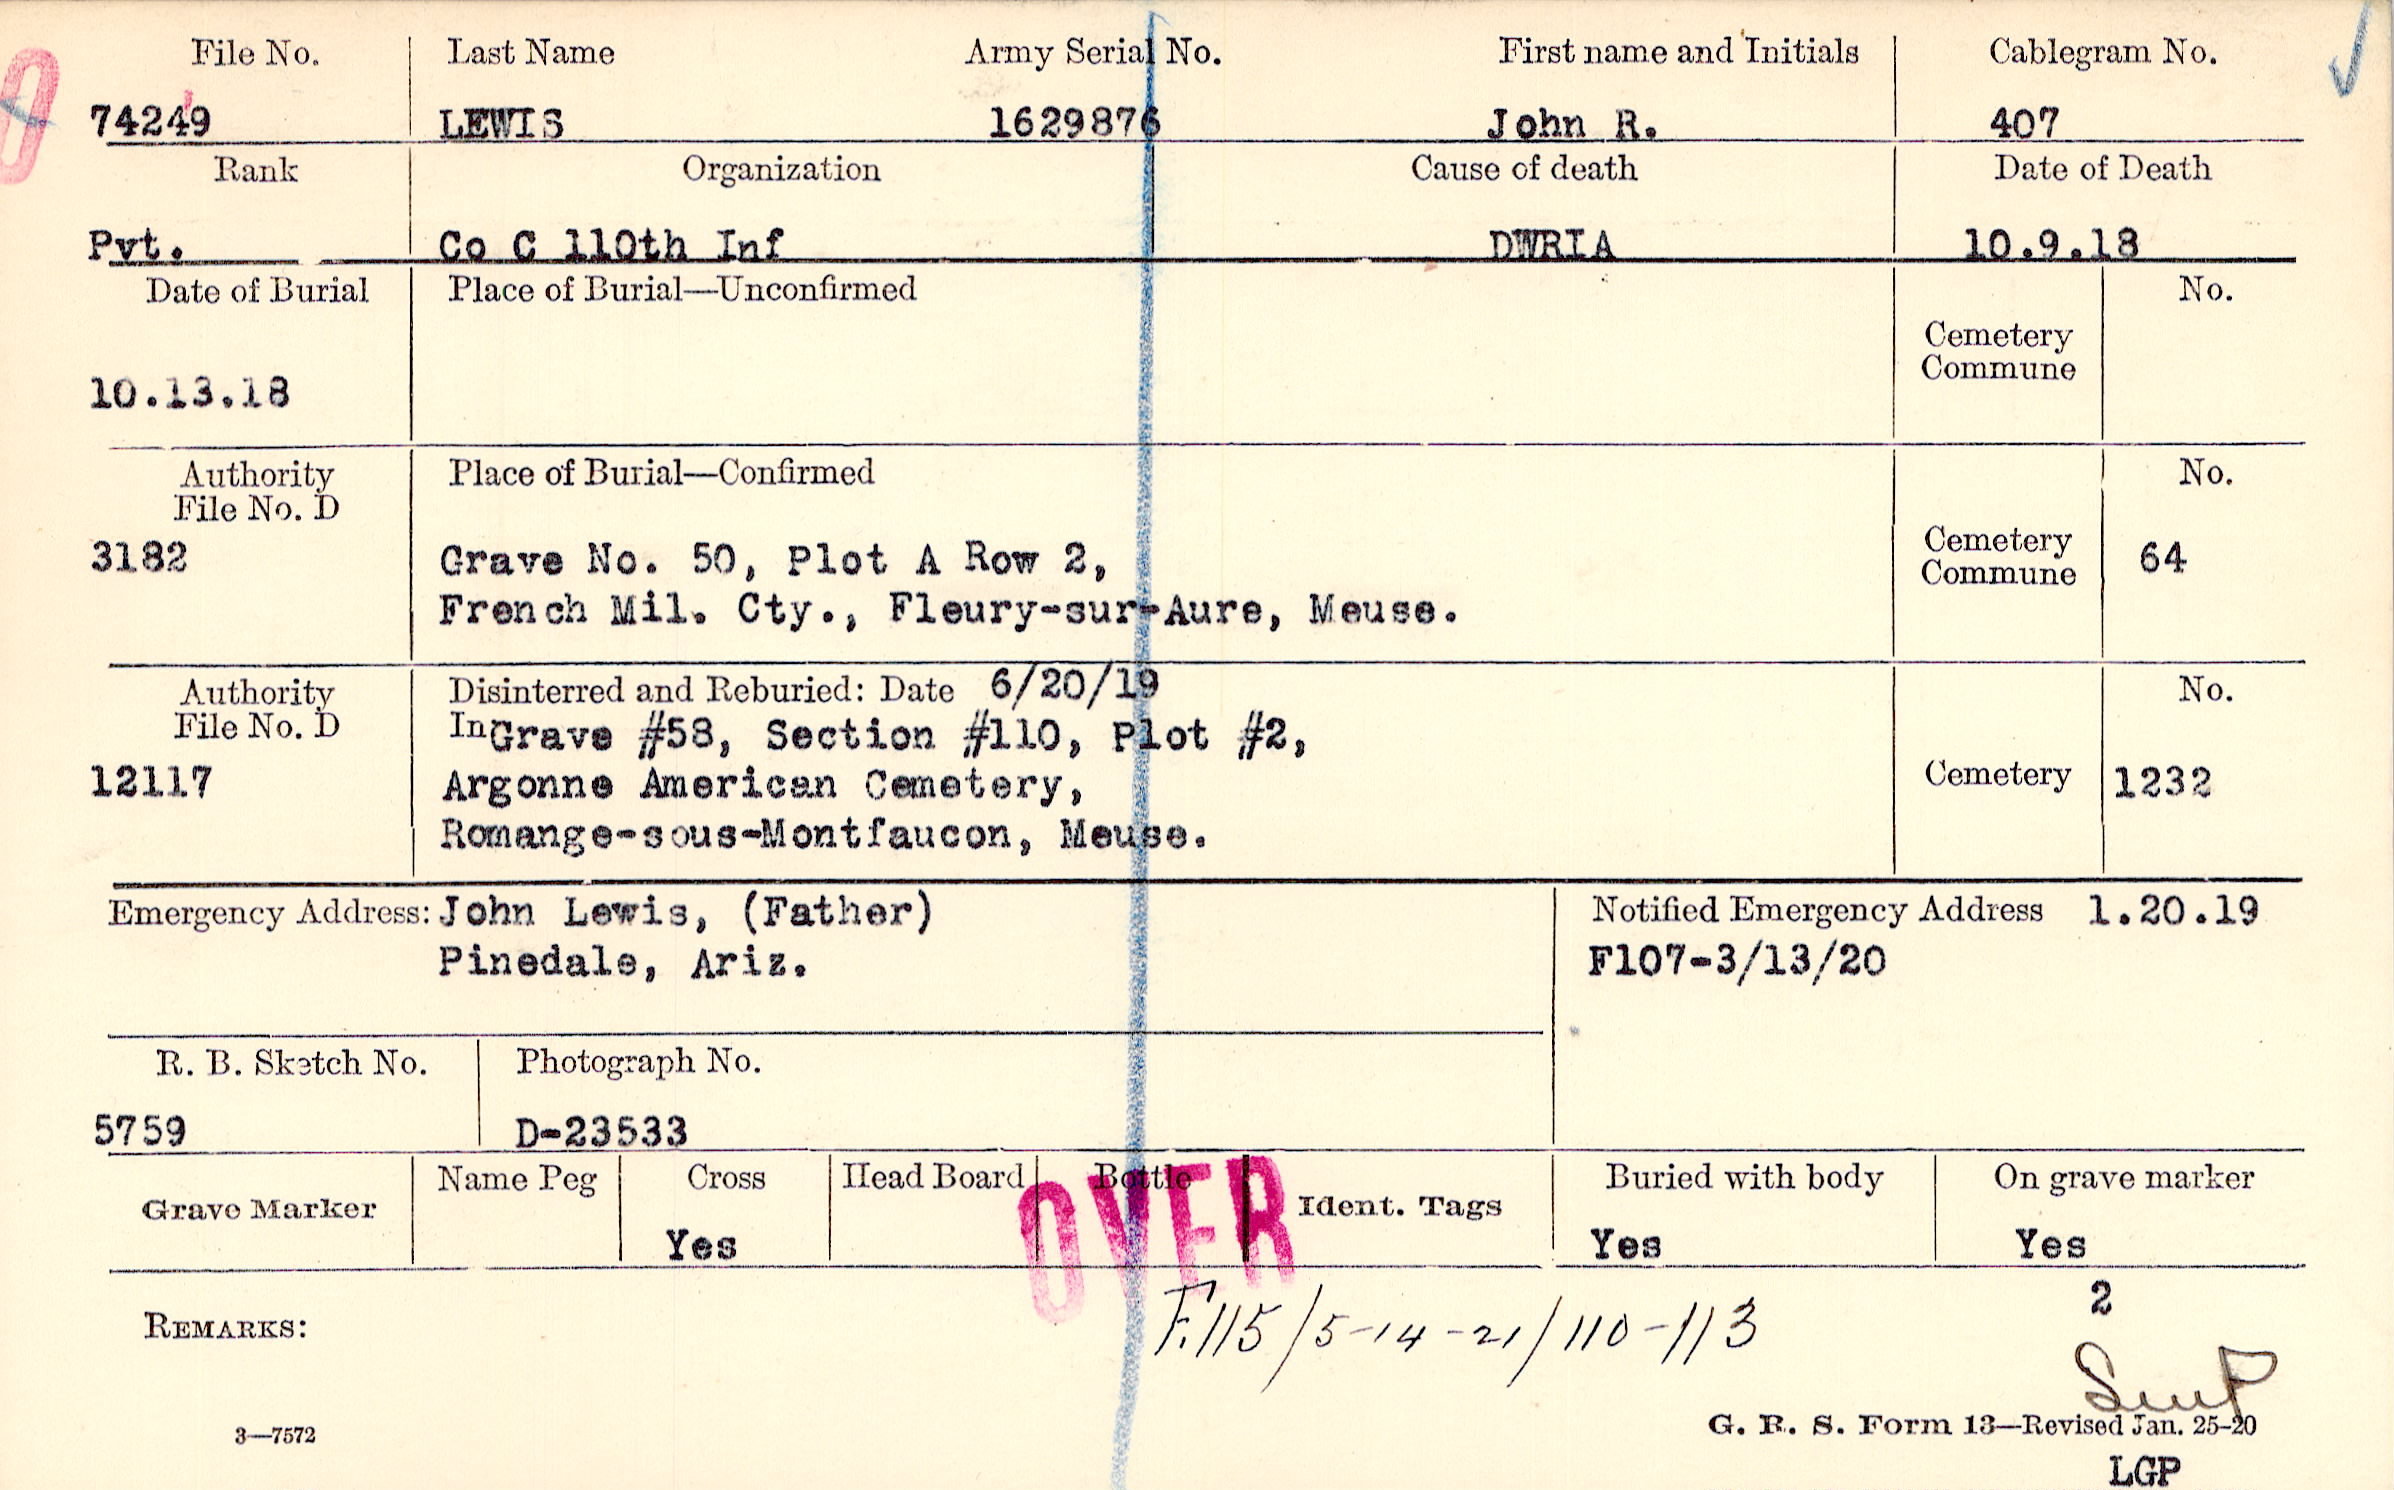 File No. Last Name Army Serial No. First name and Initials Cablegram No.
74249 LEWIS 1629876 John R. 407
Rank Organization Cause of death Date of Death
Pvt. Co C 110th Inf DWRIA 10.9.18
Date of Burial Place of Burial—Unconfirmed No.
Cemetery
Commune
10.13.18
Authority Place of Burial—Confirmed No.
File No. D
3182 Grave No. 50, Plot A Row 2, Cemetery
Commune 64
French Mil. Cty., Fleury-sur-Aure, Meuse.
Authority Disinterred and Reburied: Date 6/20/19 No.
File No. D In Grave #58, Section #110, Plot #2,
12117 Argonne American Cemetery, Cemetery 1232
Romange-sous-Montfaucon, Meuse.
Emergency Address: John Lewis, (Father) Notified Emergency Address 1.20.19
Pinedale, Ariz. F107-3/13/20
R. B. Sketch No. Photograph No.
5759 D-23533
Grave Marker Name Peg Cross Head Board Bottle Ident. Tags Buried with body On grave marker
Yes Yes Yes
OVER
2
REMARKS: F.115/5-14-21/110-113
3—7572 G. R. S. Form 13—Revised Jan. 25-20
LGP